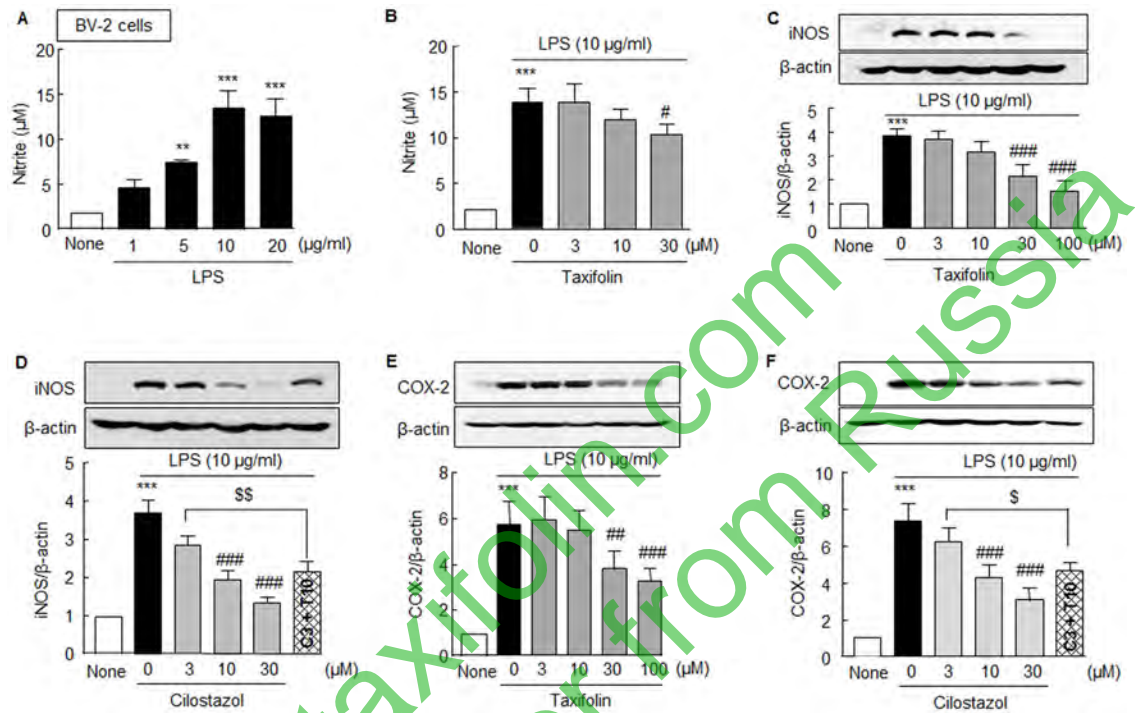 A
BV-2 cells
20
15
10
5
0
Nitrite (µM)
***
***
**
None
1
5
10
20
(µg/ml)
LPS
B
LPS (10 µg/ml)
20
15
10
5
0
Nitrite (µM)
***
#
None
0
3
10
30
(µM)
Taxifolin
C
iNOS
β-actin
LPS (10 µg/ml)
5
4
3
2
1
0
iNOS/β-actin
***
###
###
None
0
3
10
30
100
(µM)
Taxifolin
D
iNOS
β-actin
LPS (10 µg/ml)
5
4
3
2
1
0
iNOS/β-actin
***
$$
###
###
C3 + T10
None
0
3
10
30
(µM)
Cilostazol
E
COX-2
β-actin
LPS (10 µg/ml)
8
6
4
2
0
COX-2/β-actin
***
##
###
None
0
3
10
30
100
(µM)
Taxifolin
F
COX-2
β-actin
LPS (10 µg/ml)
10
8
6
4
2
0
COX-2/β-actin
***
$
###
###
C3 + T10
None
0
3
10
30
(µM)
Cilostazol
taxifolin.com
from Russia